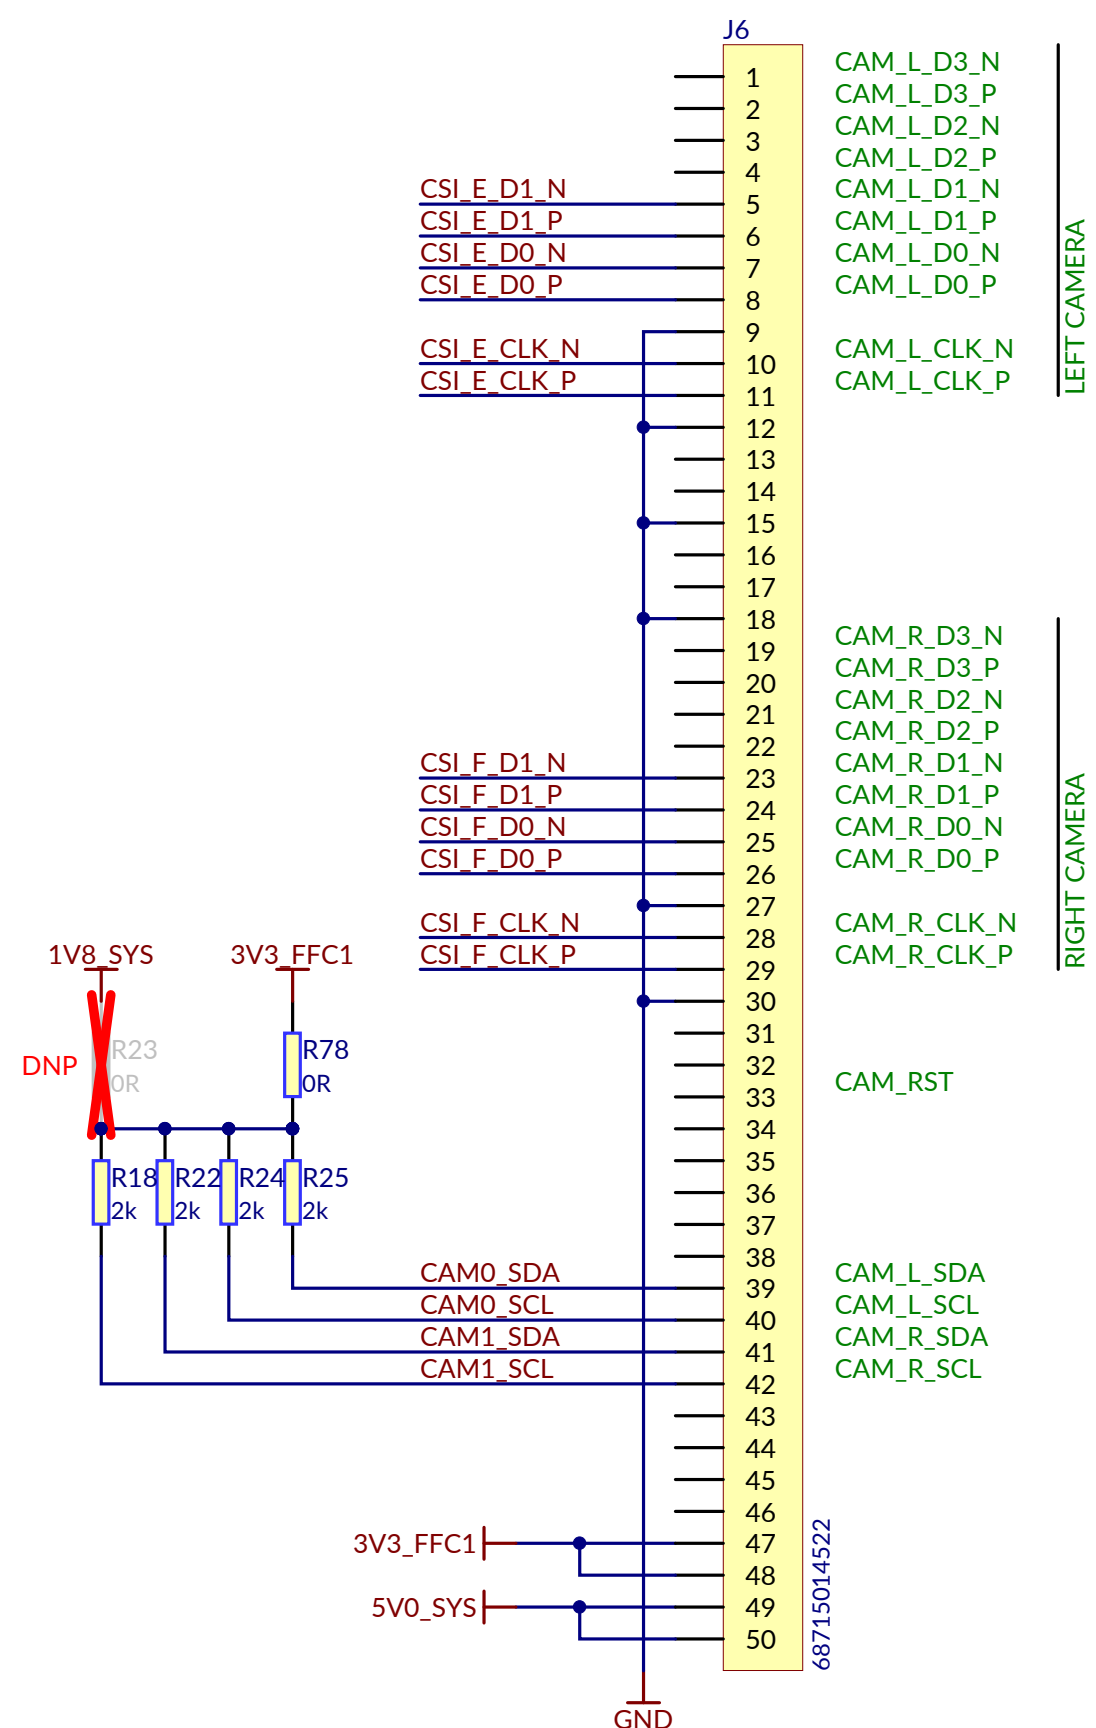 J6
1 CAM_L_D3_N
2 CAM_L_D3_P
3 CAM_L_D2_N
4 CAM_L_D2_P
CSI_E_D1_N 5 CAM_L_D1_N
CSI_E_D1_P 6 CAM_L_D1_P
CSI_E_D0_N 7 CAM_L_D0_N
CSI_E_D0_P 8 CAM_L_D0_P
9
CSI_E_CLK_N 10 CAM_L_CLK_N
CSI_E_CLK_P 11 CAM_L_CLK_P
LEFT CAMERA
12
13
14
15
16
17
18
19 CAM_R_D3_N
20 CAM_R_D3_P
21 CAM_R_D2_N
22 CAM_R_D2_P
CSI_F_D1_N 23 CAM_R_D1_N
CSI_F_D1_P 24 CAM_R_D1_P
CSI_F_D0_N 25 CAM_R_D0_N
CSI_F_D0_P 26 CAM_R_D0_P
27
CSI_F_CLK_N 28 CAM_R_CLK_N
CSI_F_CLK_P 29 CAM_R_CLK_P
RIGHT CAMERA
1V8_SYS 3V3_FFC1
30
31
32
DNP R23 R78
0R 0R
33 CAM_RST
34
35
36
37
38
R18 R22 R24 R25
2k 2k 2k 2k
CAM0_SDA 39 CAM_L_SDA
CAM0_SCL 40 CAM_L_SCL
CAM1_SDA 41 CAM_R_SDA
CAM1_SCL 42 CAM_R_SCL
43
44
45
46
3V3_FFC1 47
48
5V0_SYS 49
50
68715014522
GND